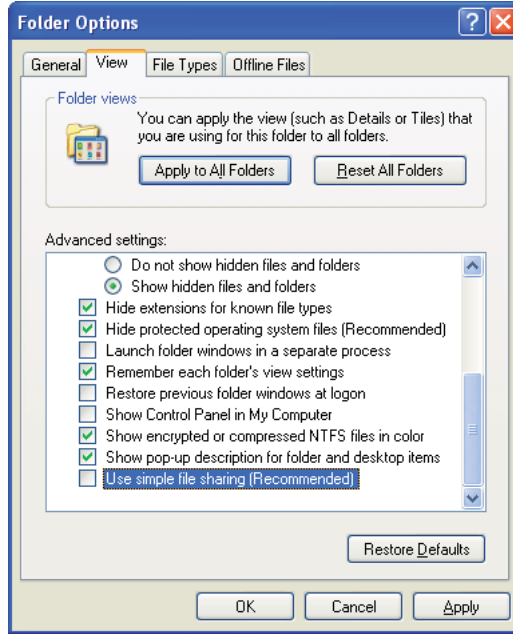 Folder Options
General View File Types Offline Files
Folder views
You can apply the view (such as Details or Tiles) that
you are using for this folder to all folders.
Apply to All Folders Reset All Folders
Advanced settings:
Do not show hidden files and folders
Show hidden files and folders
Hide extensions for known file types
Hide protected operating system files (Recommended)
Launch folder windows in a separate process
Remember each folder's view settings
Restore previous folder windows at logon
Show Control Panel in My Computer
Show encrypted or compressed NTFS files in color
Show pop-up description for folder and desktop items
Use simple file sharing (Recommended)
Restore Defaults
OK Cancel Apply